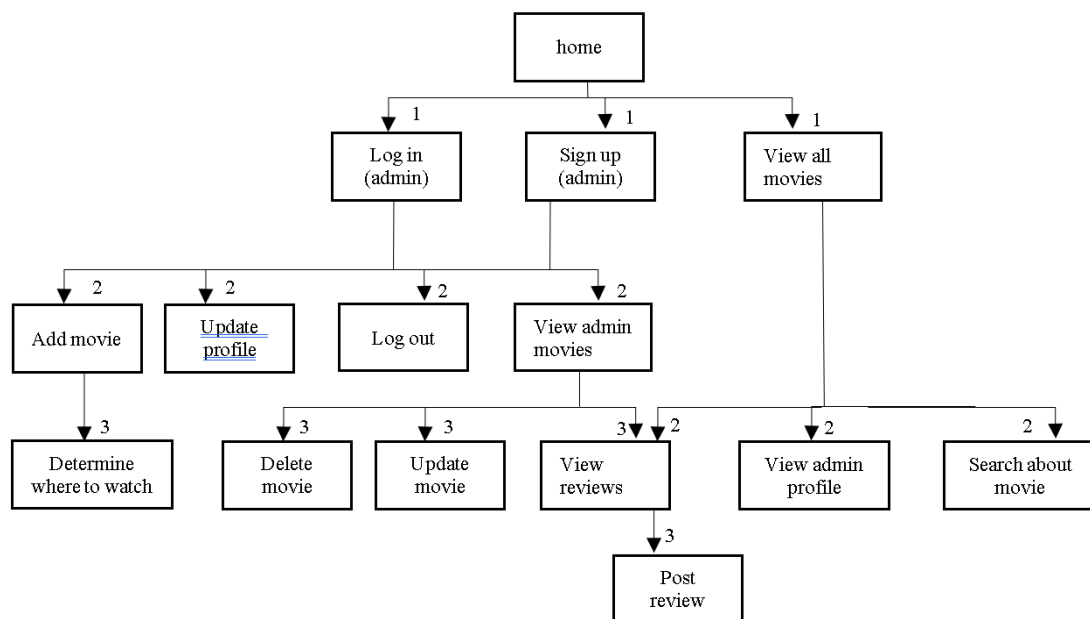 home
1
1
1
Log in
(admin)
Sign up
(admin)
View all
movies
2
2
2
2
Add movie
Update
profile
Log out
View admin
movies
3
3
3
3
2
2
2
Determine
where to watch
Delete
movie
Update
movie
View
reviews
View admin
profile
Search about
movie
3
Post
review